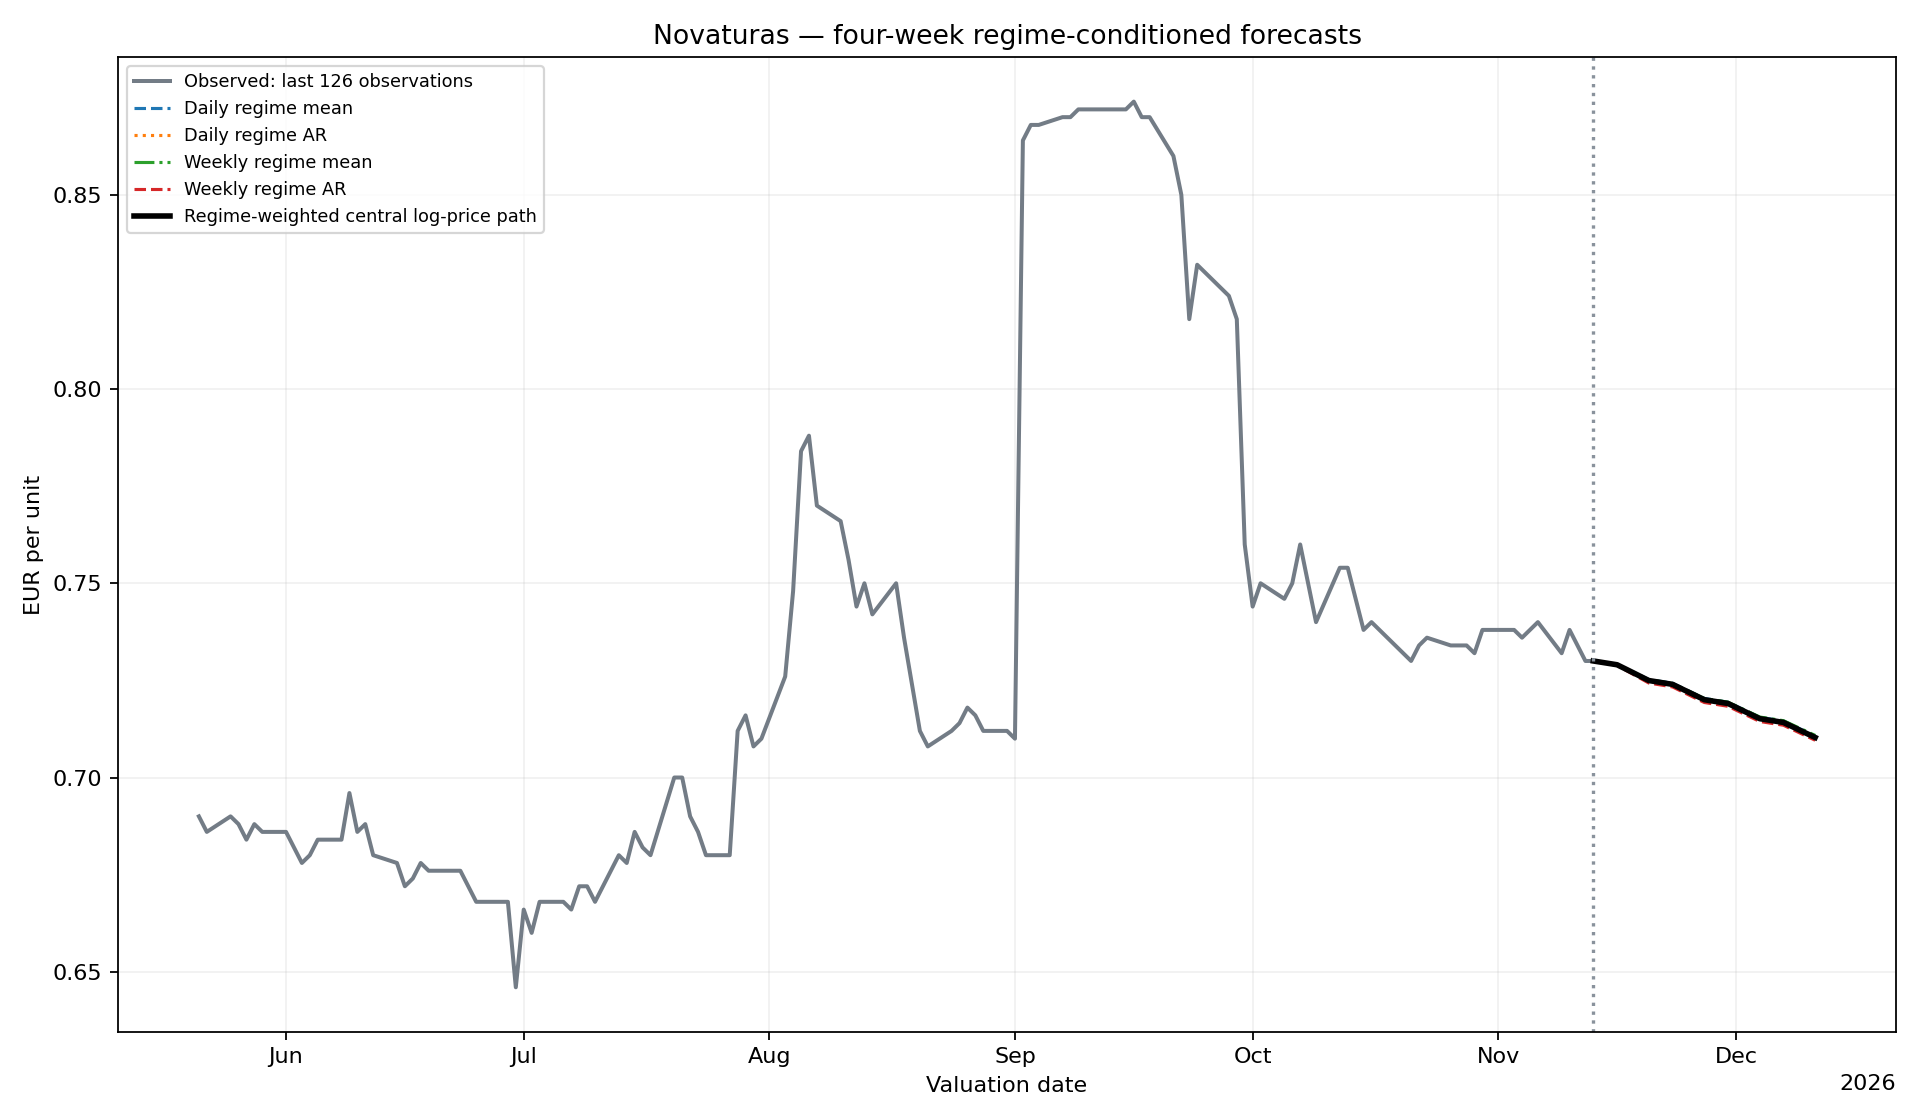 Novaturas — four-week regime-conditioned forecasts
Observed: last 126 observations
Daily regime mean
Daily regime AR
Weekly regime mean
Weekly regime AR
Regime-weighted central log-price path
EUR per unit
0.85
0.80
0.75
0.70
0.65
Jun
Jul
Aug
Sep
Oct
Nov
Dec
Valuation date
2026